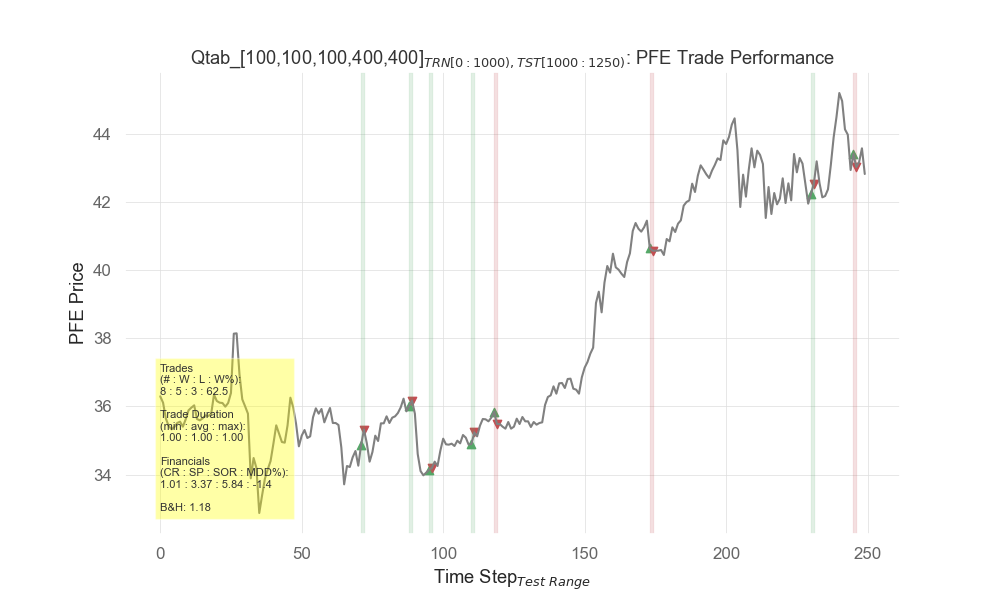 Qtab_[100,100,100,400,400]TRN[0 : 1000), TST[1000 : 1250): PFE Trade Performance
44
42
40
38
36
34
PFE Price
Trades
(# : W : L : W%):
8 : 5 : 3 : 62.5
Trade Duration
(min : avg : max):
1.00 : 1.00 : 1.00
Financials
(CR : SP : SOR : MDD%):
1.01 : 3.37 : 5.84 : -1.4
B&H: 1.18
0
50
100
150
200
250
Time StepTest Range